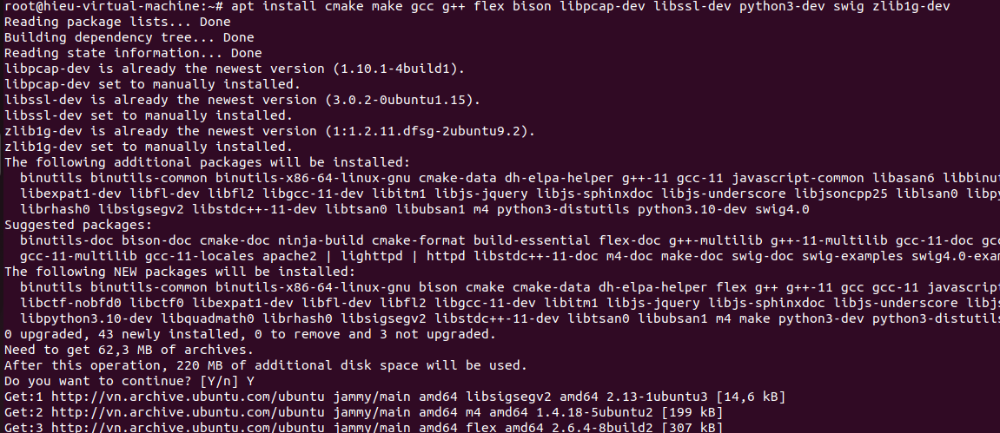 root@hieu-virtual-machine:~# apt install cmake make gcc g++ flex bison libpcap-dev libssl-dev python3-dev swig zlib1g-dev
Reading package lists... Done
Building dependency tree... Done
Reading state information... Done
libpcap-dev is already the newest version (1.10.1-4build1).
libpcap-dev set to manually installed.
libssl-dev is already the newest version (3.0.2-0ubuntu1.15).
libssl-dev set to manually installed.
zlib1g-dev is already the newest version (1:1.2.11.dfsg-2ubuntu9.2).
zlib1g-dev set to manually installed.
The following additional packages will be installed:
  binutils binutils-common binutils-x86-64-linux-gnu cmake-data dh-elpa-helper g++-11 gcc-11 javascript-common libasan6 libbinut
  libexpat1-dev libfl-dev libfl2 libgcc-11-dev libitm1 libjs-jquery libjs-sphinxdoc libjs-underscore libjsoncpp25 liblsan0 libpy
  librhash0 libsigsegv2 libstdc++-11-dev libtsan0 libubsan1 m4 python3-distutils python3.10-dev swig4.0
Suggested packages:
  binutils-doc bison-doc cmake-doc ninja-build cmake-format build-essential flex-doc g++-multilib g++-11-multilib gcc-11-doc gcc
  gcc-11-multilib gcc-11-locales apache2 | lighttpd | httpd libstdc++-11-doc m4-doc make-doc swig-doc swig-examples swig4.0-exam
The following NEW packages will be installed:
  binutils binutils-common binutils-x86-64-linux-gnu bison cmake cmake-data dh-elpa-helper flex g++ g++-11 gcc gcc-11 javascript
  libctf-nobfd0 libctf0 libexpat1-dev libfl-dev libfl2 libgcc-11-dev libitm1 libjs-jquery libjs-sphinxdoc libjs-underscore libjs
  libpython3.10-dev libquadmath0 librhash0 libsigsegv2 libstdc++-11-dev libtsan0 libubsan1 m4 make python3-dev python3-distutils
0 upgraded, 43 newly installed, 0 to remove and 3 not upgraded.
Need to get 62,3 MB of archives.
After this operation, 220 MB of additional disk space will be used.
Do you want to continue? [Y/n] Y
Get:1 http://vn.archive.ubuntu.com/ubuntu jammy/main amd64 libsigsegv2 amd64 2.13-1ubuntu3 [14,6 kB]
Get:2 http://vn.archive.ubuntu.com/ubuntu jammy/main amd64 m4 amd64 1.4.18-5ubuntu2 [199 kB]
Get:3 http://vn.archive.ubuntu.com/ubuntu jammy/main amd64 flex amd64 2.6.4-8build2 [307 kB]